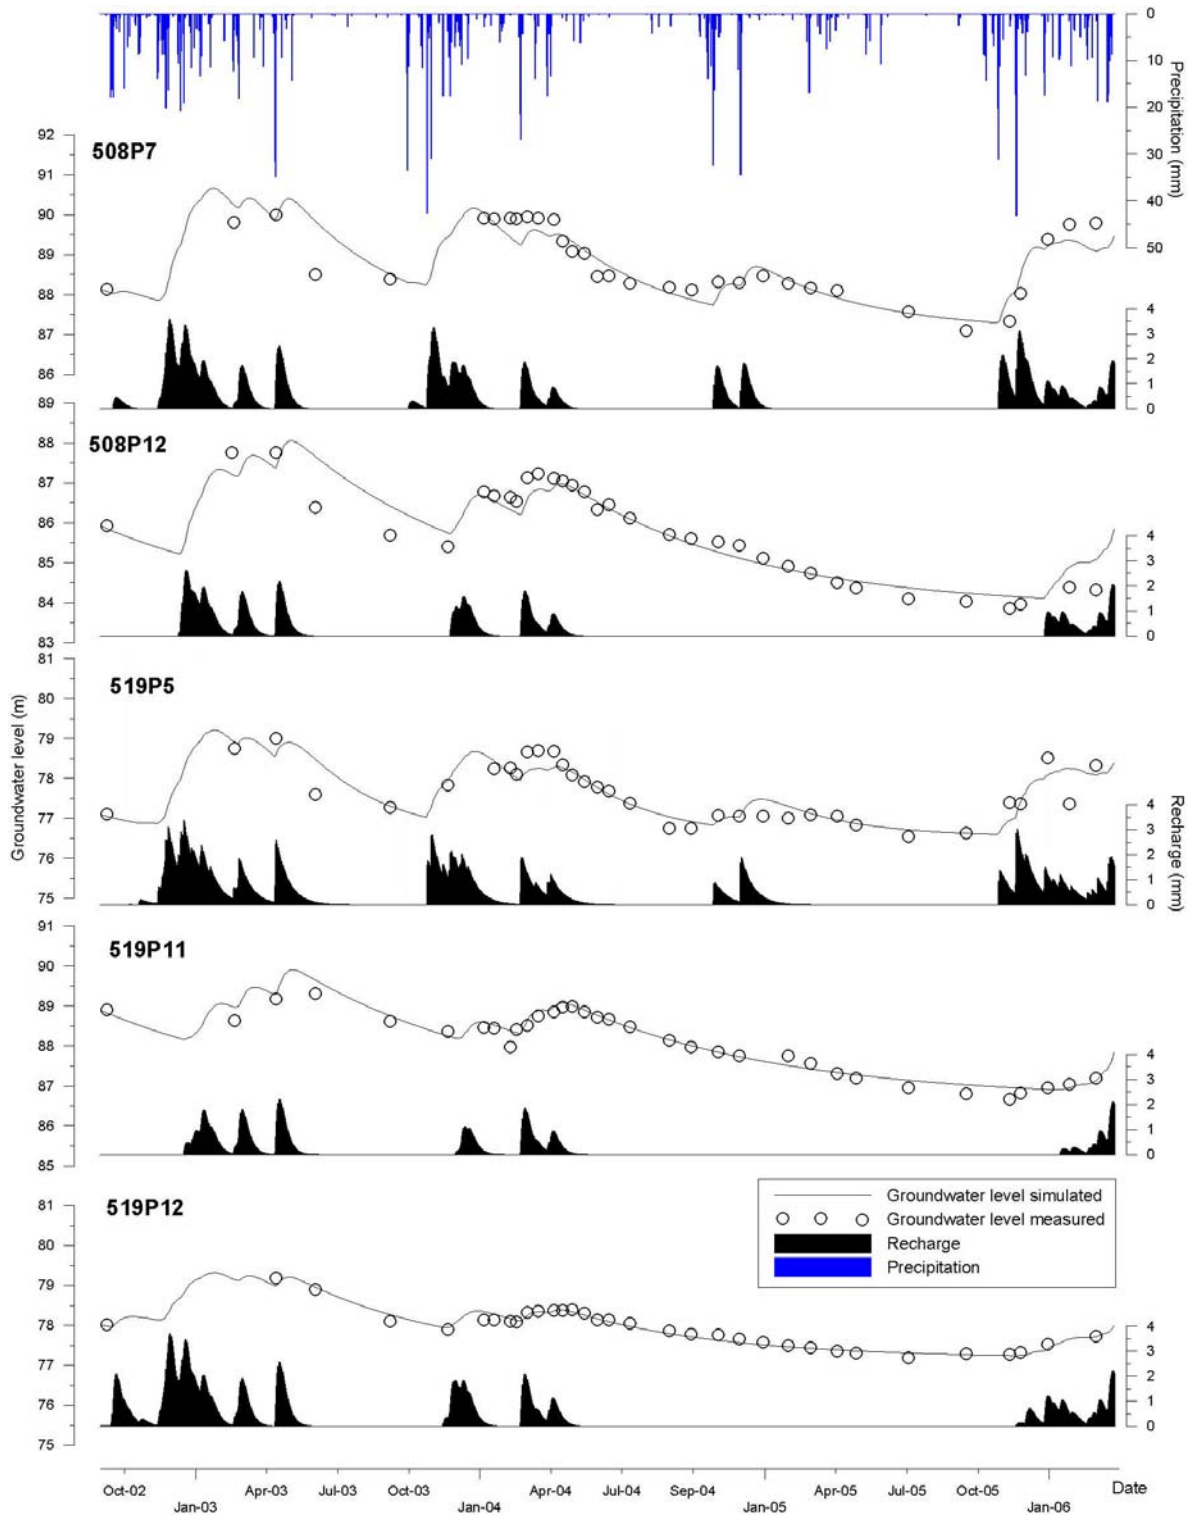 0
10
20
30
40
50
Precipitation (mm)
92
91
90
89
88
87
86
508P7
4
3
2
1
0
89
88
87
86
85
84
83
508P12
4
3
2
1
0
81
80
79
78
77
76
75
519P5
4
3
2
1
0
Groundwater level (m)
Recharge (mm)
91
90
89
88
87
86
85
519P11
4
3
2
1
0
81
80
79
78
77
76
75
519P12
4
3
2
1
0
Groundwater level simulated
Groundwater level measured
Recharge
Precipitation
Oct-02
Jan-03
Apr-03
Jul-03
Oct-03
Jan-04
Apr-04
Jul-04
Sep-04
Jan-05
Apr-05
Jul-05
Oct-05
Jan-06
Date